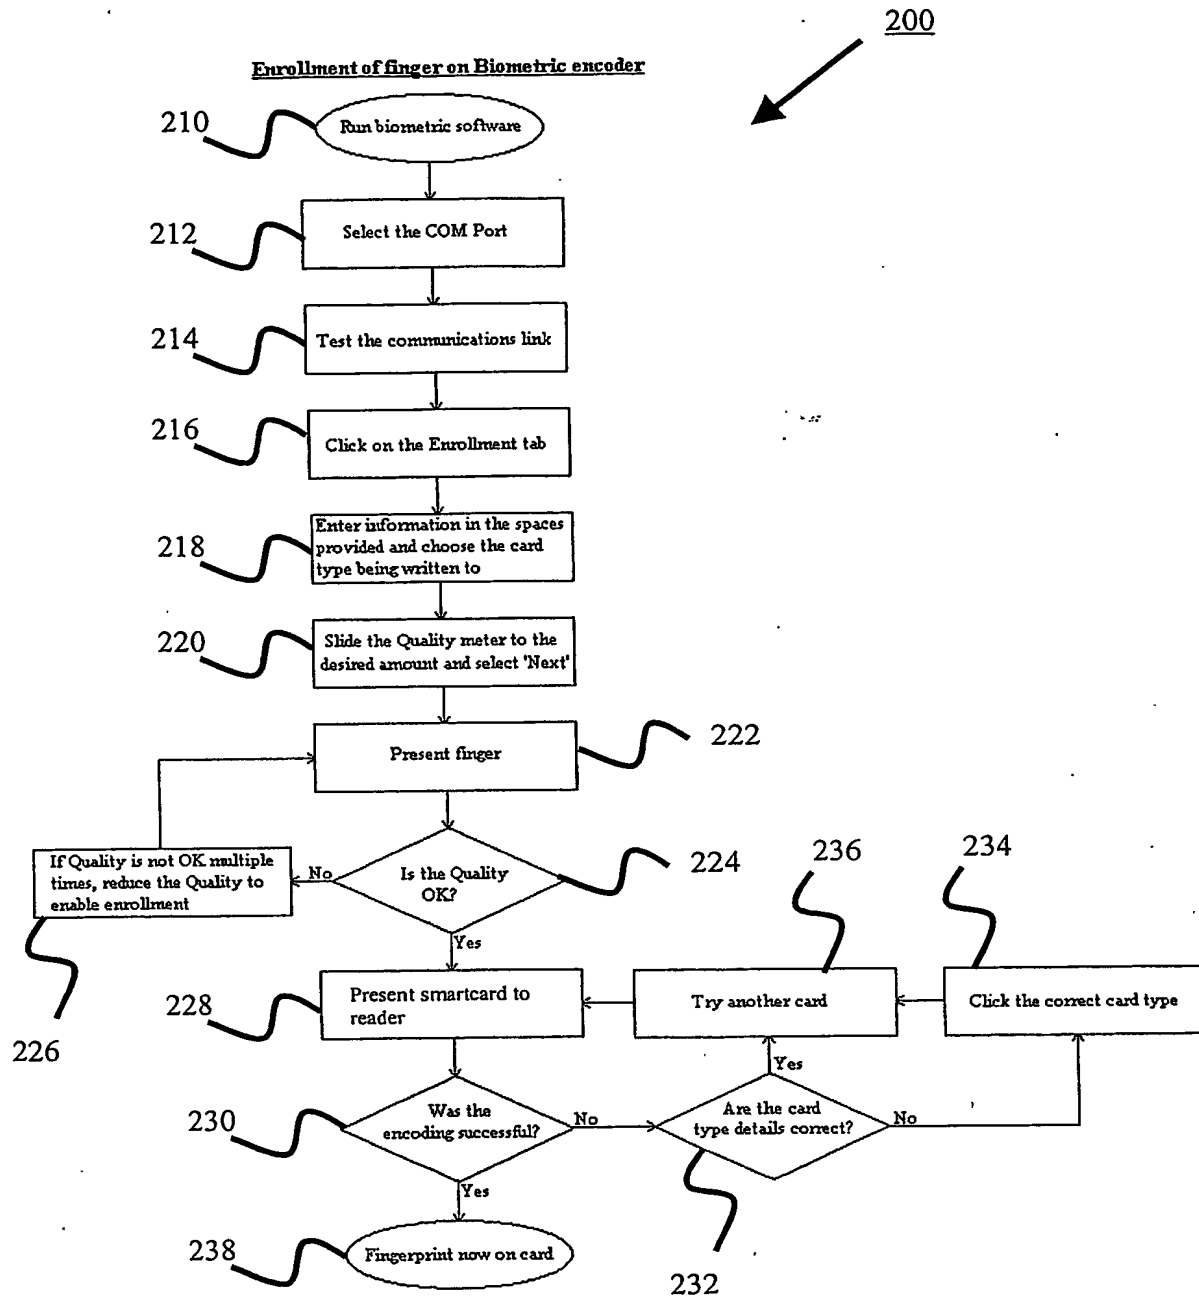 200
Enrollment of finger on Biometric encoder
210
Run biometric software
212
Select the COM Port
214
Test the communications link
216
Click on the Enrollment tab
218
Enter information in the spaces
provided and choose the card
type being written to
220
Slide the Quality meter to the
desired amount and select 'Next'
222
Present finger
224
Is the Quality
OK?
No
If Quality is not OK multiple
times, reduce the Quality to
enable enrollment
226
Yes
236
234
228
Present smartcard to
reader
Try another card
Click the correct card type
230
Was the
encoding successful?
No
Are the card
type details correct?
Yes
No
232
Yes
238
Fingerprint now on card